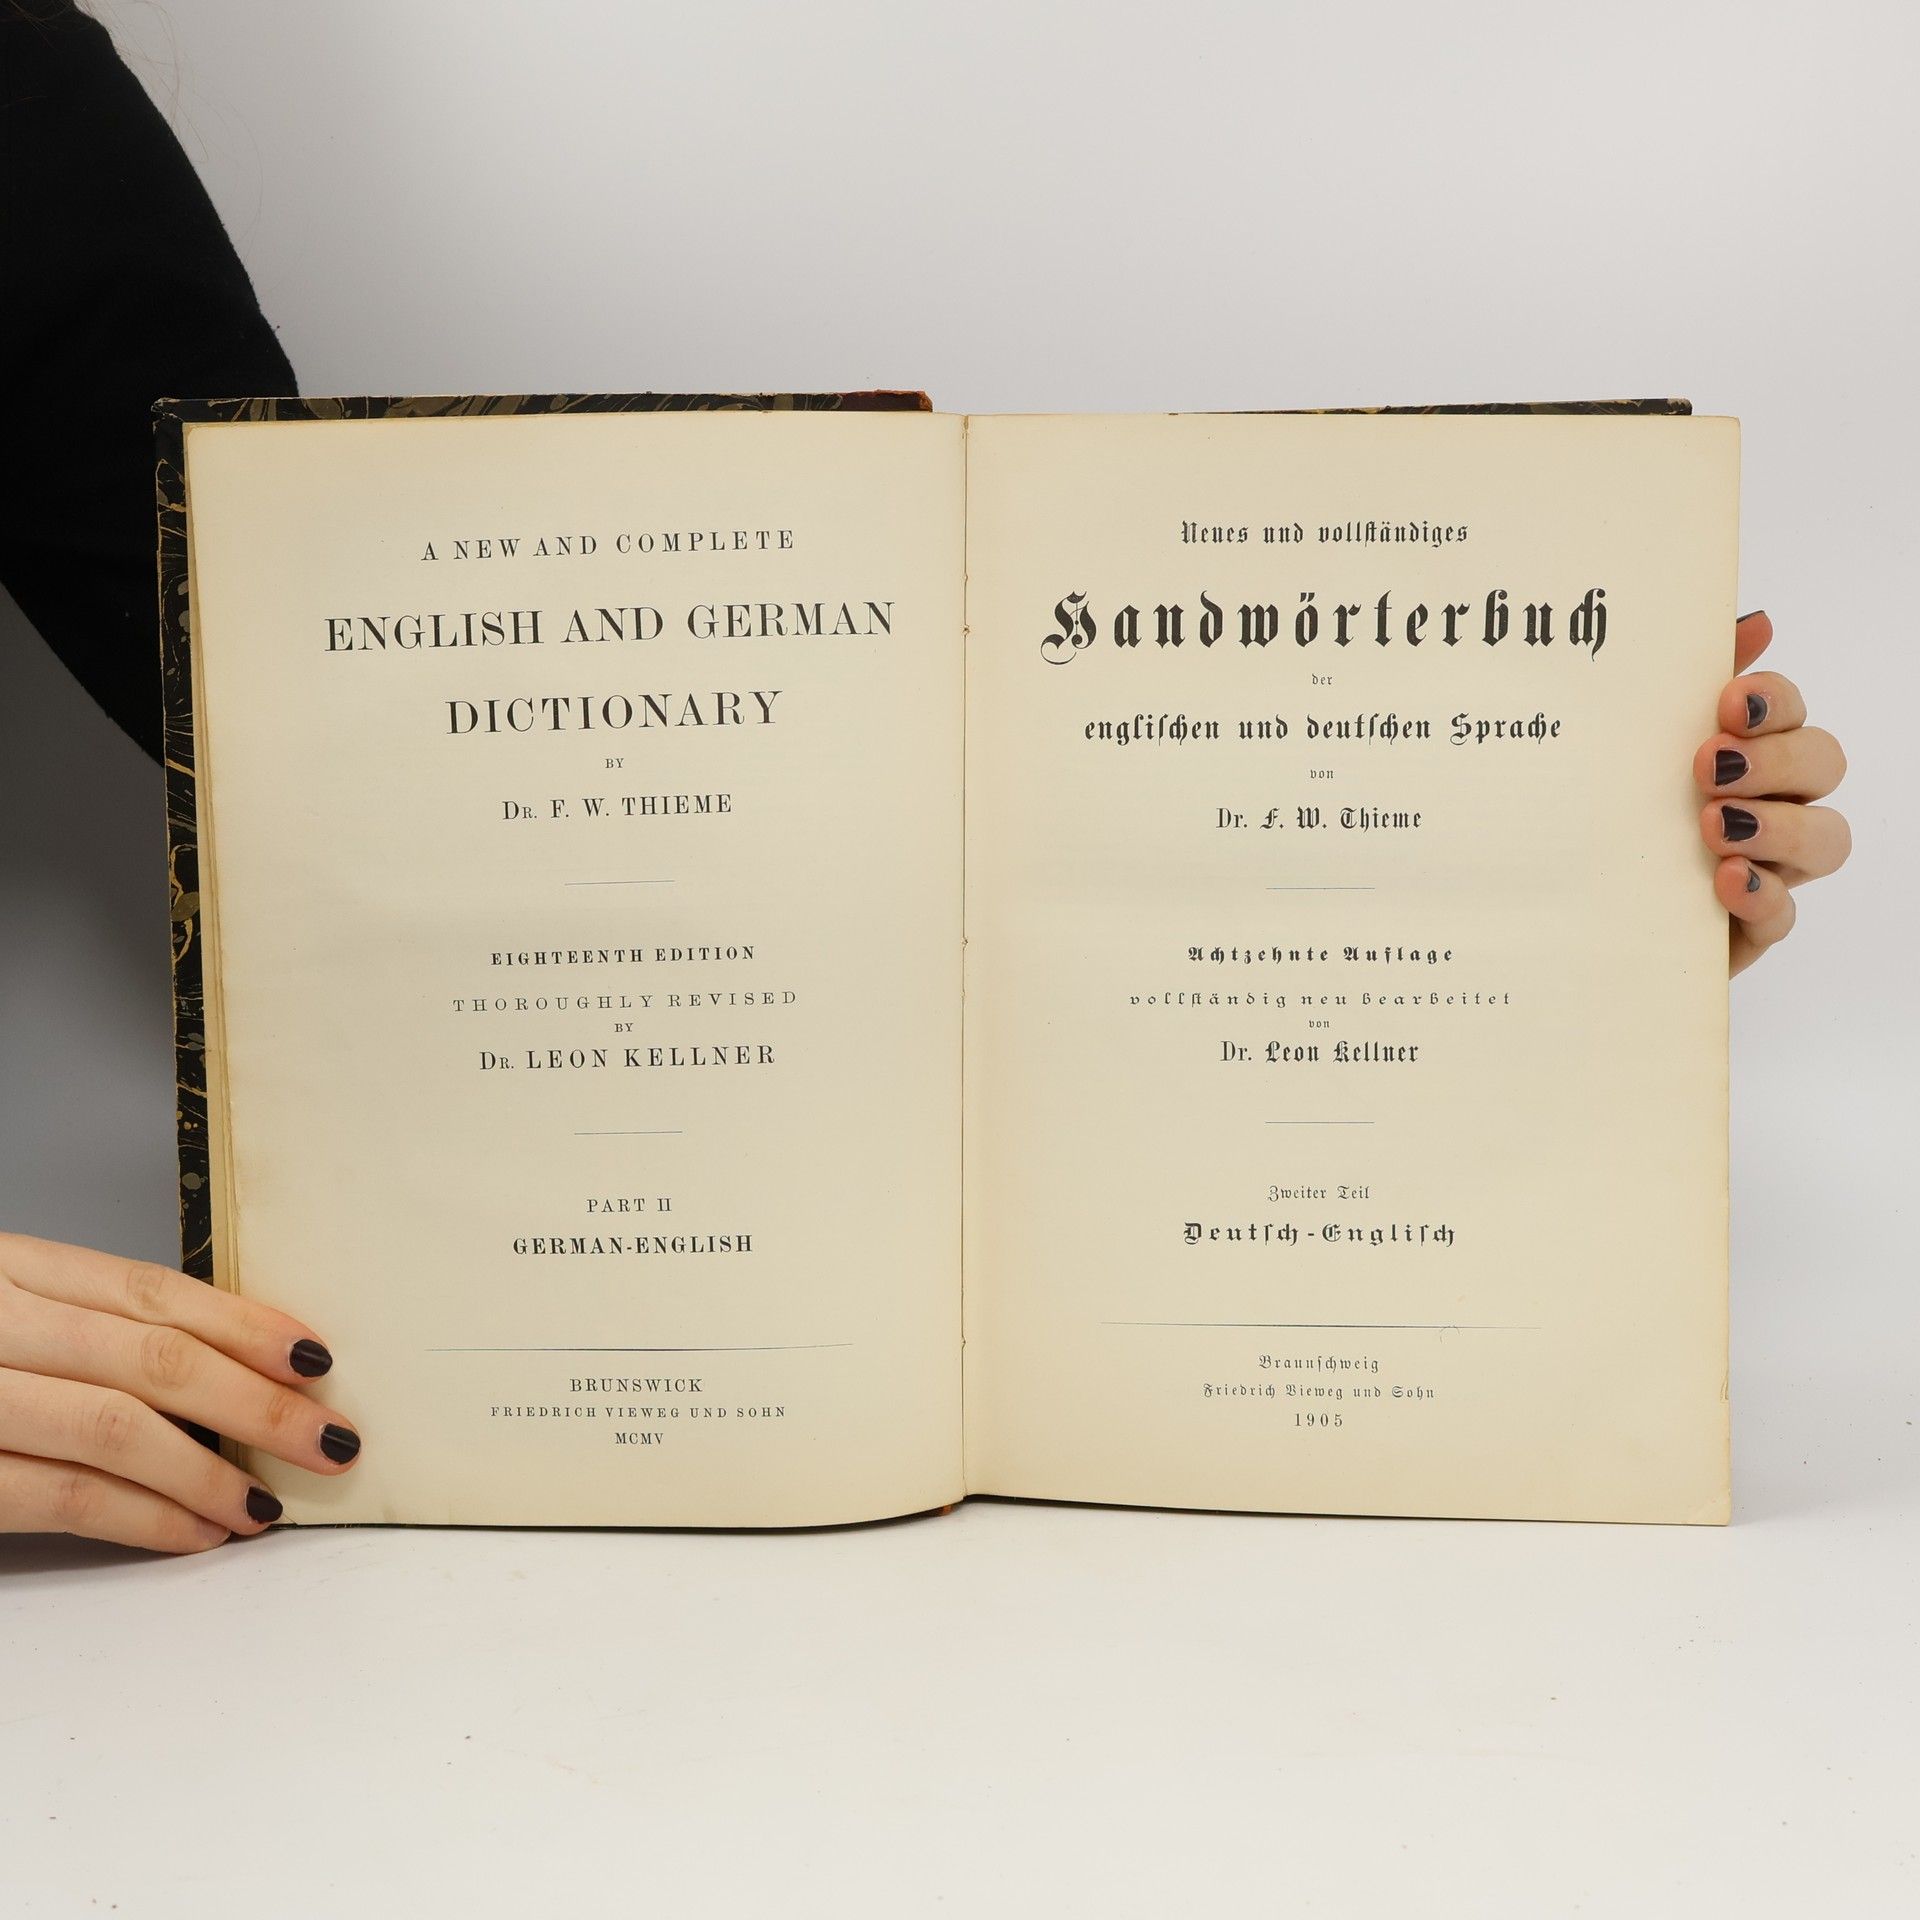 A NEW AND COMPLETE
ENGLISH AND GERMAN
DICTIONARY
BY
DR. F. W. THIEME
EIGHTEENTH EDITION
THOROUGHLY REVISED
BY
DR. LEON KELLNER
PART II
GERMAN-ENGLISH
BRUNSWICK
FRIEDRICH VIEWEG UND SOHN
MCMV
Neues und vollſtändiges
Handwörterbuch
der
engliſchen und deutſchen Sprache
von
Dr. F. W. Thieme
Achtzehnte Auflage
vollſtändig neu bearbeitet
von
Dr. Leon Kellner
Zweiter Teil
Deutſch-Engliſch
Braunſchweig
Friedrich Vieweg und Sohn
1905